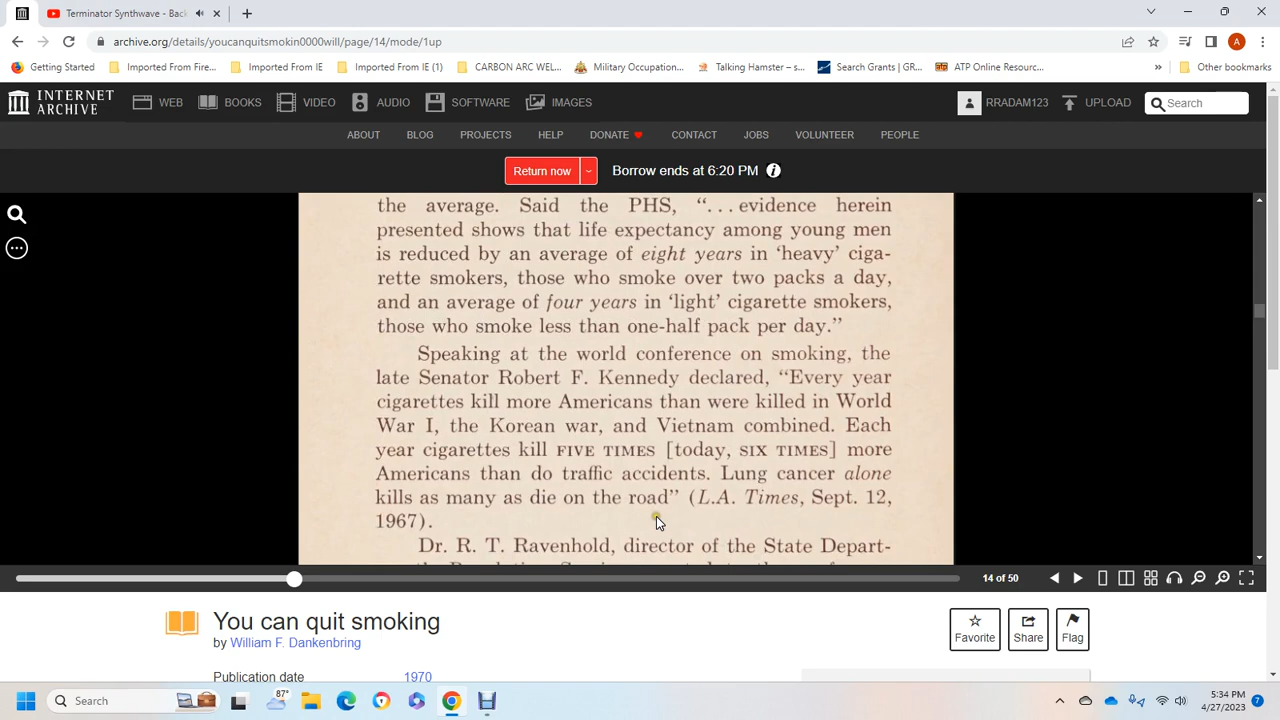 Terminator Synthwave - Bac
archive.org/details/youcanquitsmokin0000will/page/14/mode/1up
A
Getting Started
Imported From Fire...
Imported From IE
Imported From IE (1)
CARBON ARC WEL...
Military Occupation...
Talking Hamster – s...
Search Grants | GR...
ATP Online Resourc...
»
Other bookmarks
INTERNET
ARCHIVE
WEB
BOOKS
VIDEO
AUDIO
SOFTWARE
IMAGES
RRADAM123
UPLOAD
Search
ABOUT
BLOG
PROJECTS
HELP
DONATE
CONTACT
JOBS
VOLUNTEER
PEOPLE
Return now
Borrow ends at 6:20 PM
the average. Said the PHS, “. . . evidence herein
presented shows that life expectancy among young men
is reduced by an average of eight years in ‘heavy’ ciga-
rette smokers, those who smoke over two packs a day,
and an average of four years in ‘light’ cigarette smokers,
those who smoke less than one-half pack per day.”
Speaking at the world conference on smoking, the
late Senator Robert F. Kennedy declared, “Every year
cigarettes kill more Americans than were killed in World
War I, the Korean war, and Vietnam combined. Each
year cigarettes kill FIVE TIMES [today, SIX TIMES] more
Americans than do traffic accidents. Lung cancer alone
kills as many as die on the road” (L.A. Times, Sept. 12,
1967).
Dr. R. T. Ravenhold, director of the State Depart-
14 of 50
You can quit smoking
by William F. Dankenbring
Favorite
Share
Flag
Publication date
1970
Search
87°
5:34 PM
4/27/2023
7